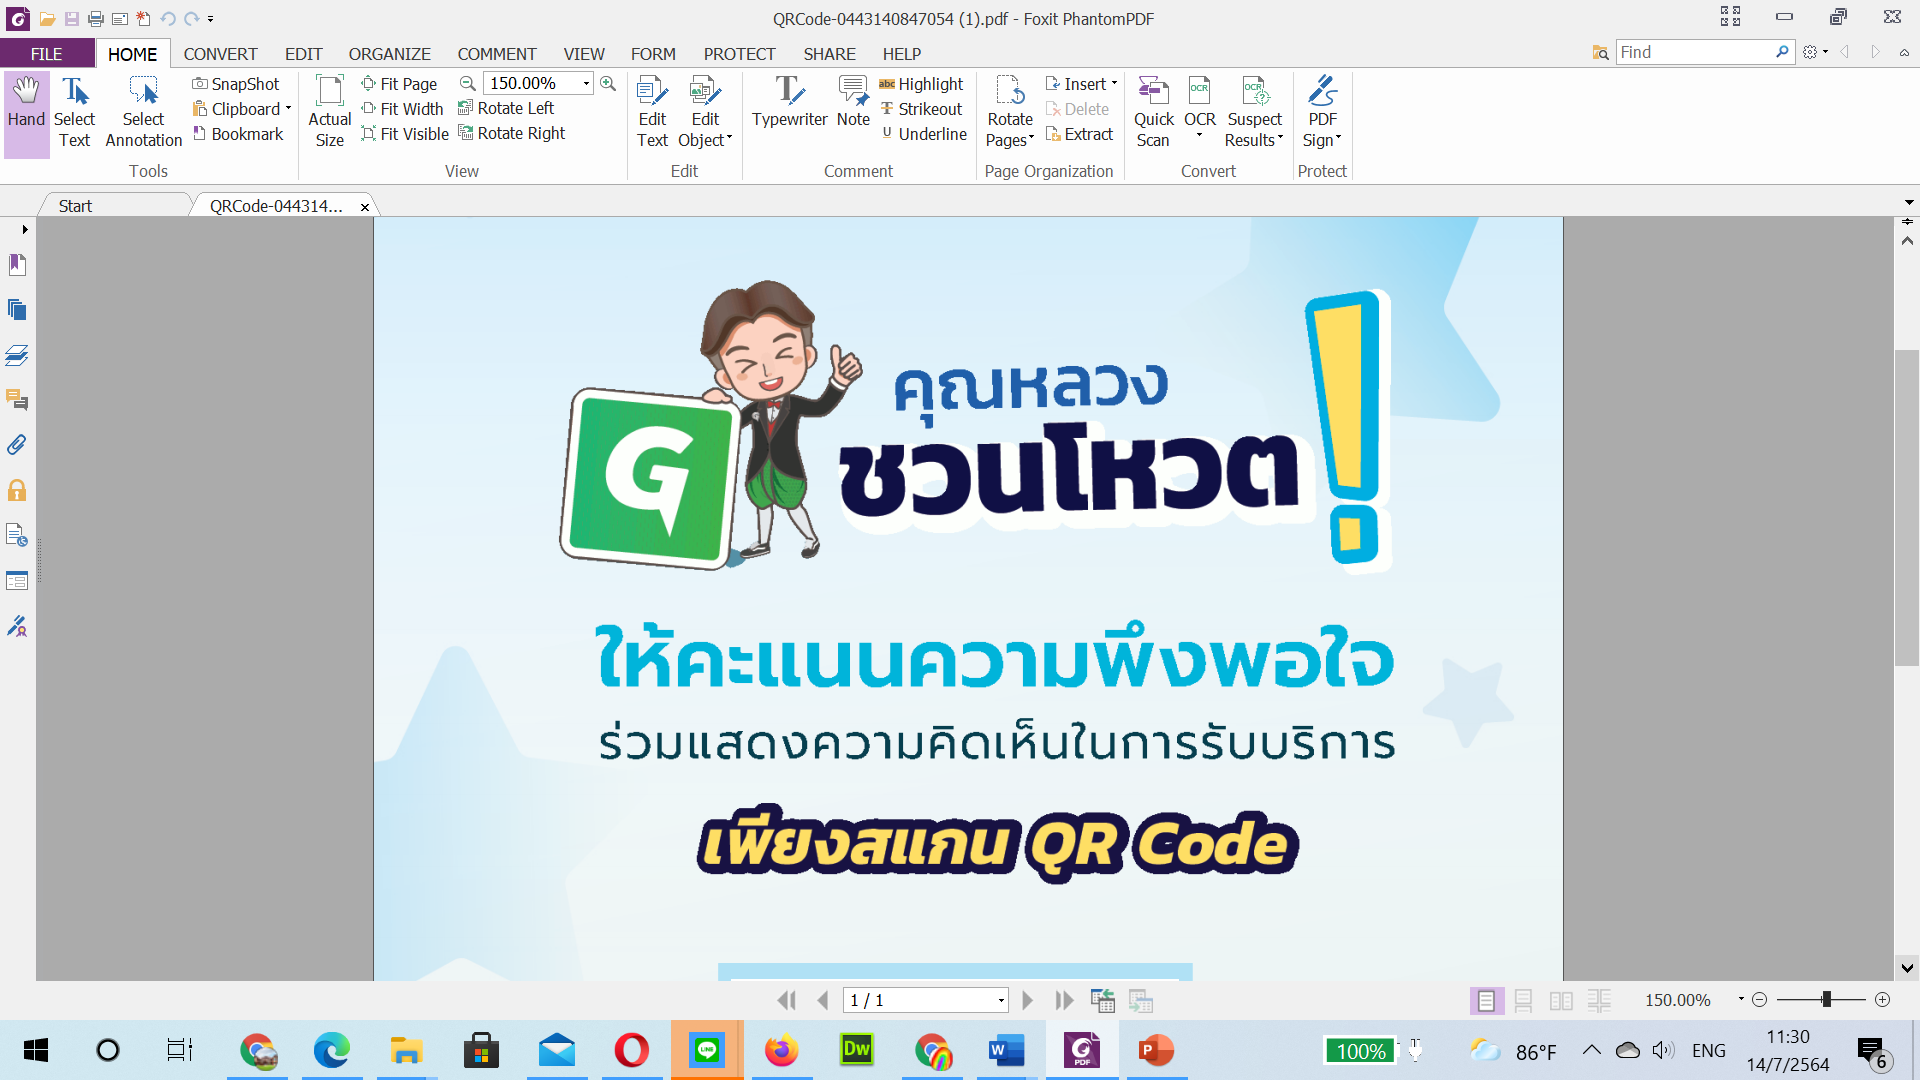 QRCode-0443140847054 (1).pdf - Foxit PhantomPDF
FILE HOME CONVERT EDIT ORGANIZE COMMENT VIEW FORM PROTECT SHARE HELP
Find
Hand
Select Text
Select Annotation
SnapShot
Clipboard
Bookmark
Tools
Actual Size
Fit Page
Fit Width
Fit Visible
150.00%
Rotate Left
Rotate Right
View
Edit Text
Edit Object
Edit
Typewriter
Note
abc Highlight
T Strikeout
U Underline
Comment
Rotate Pages
Insert
Delete
Extract
Page Organization
Quick Scan
OCR
OCR
OCR
Suspect Results
Convert
PDF Sign
Protect
Start
QRCode-044314...
G
คุณหลวง
ชวนโหวต!
ให้คะแนนความพึงพอใจ
ร่วมแสดงความคิดเห็นในการรับบริการ
เพียงสแกน QR Code
1 / 1
150.00%
Dw
W
PDF
P
100%
86°F
ENG
11:30
14/7/2564
6